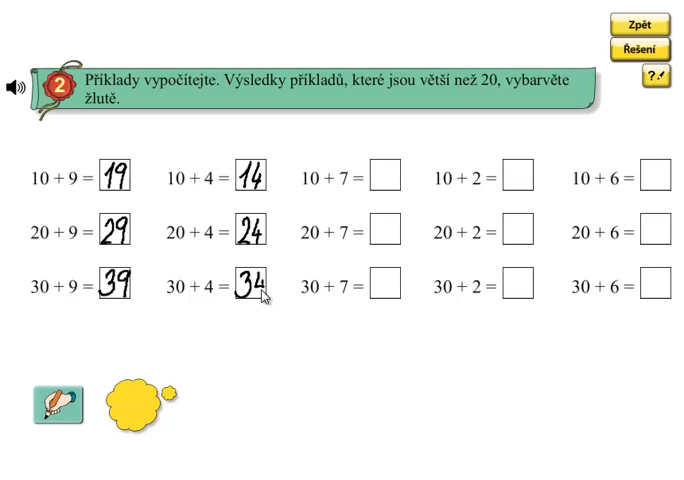 Zpět
Řešení
?
2 Příklady vypočítejte. Výsledky příkladů, které jsou větší než 20, vybarvěte
žlutě.
10 + 9 = 19 10 + 4 = 14 10 + 7 = 10 + 2 = 10 + 6 =
20 + 9 = 29 20 + 4 = 24 20 + 7 = 20 + 2 = 20 + 6 =
30 + 9 = 39 30 + 4 = 34 30 + 7 = 30 + 2 = 30 + 6 =